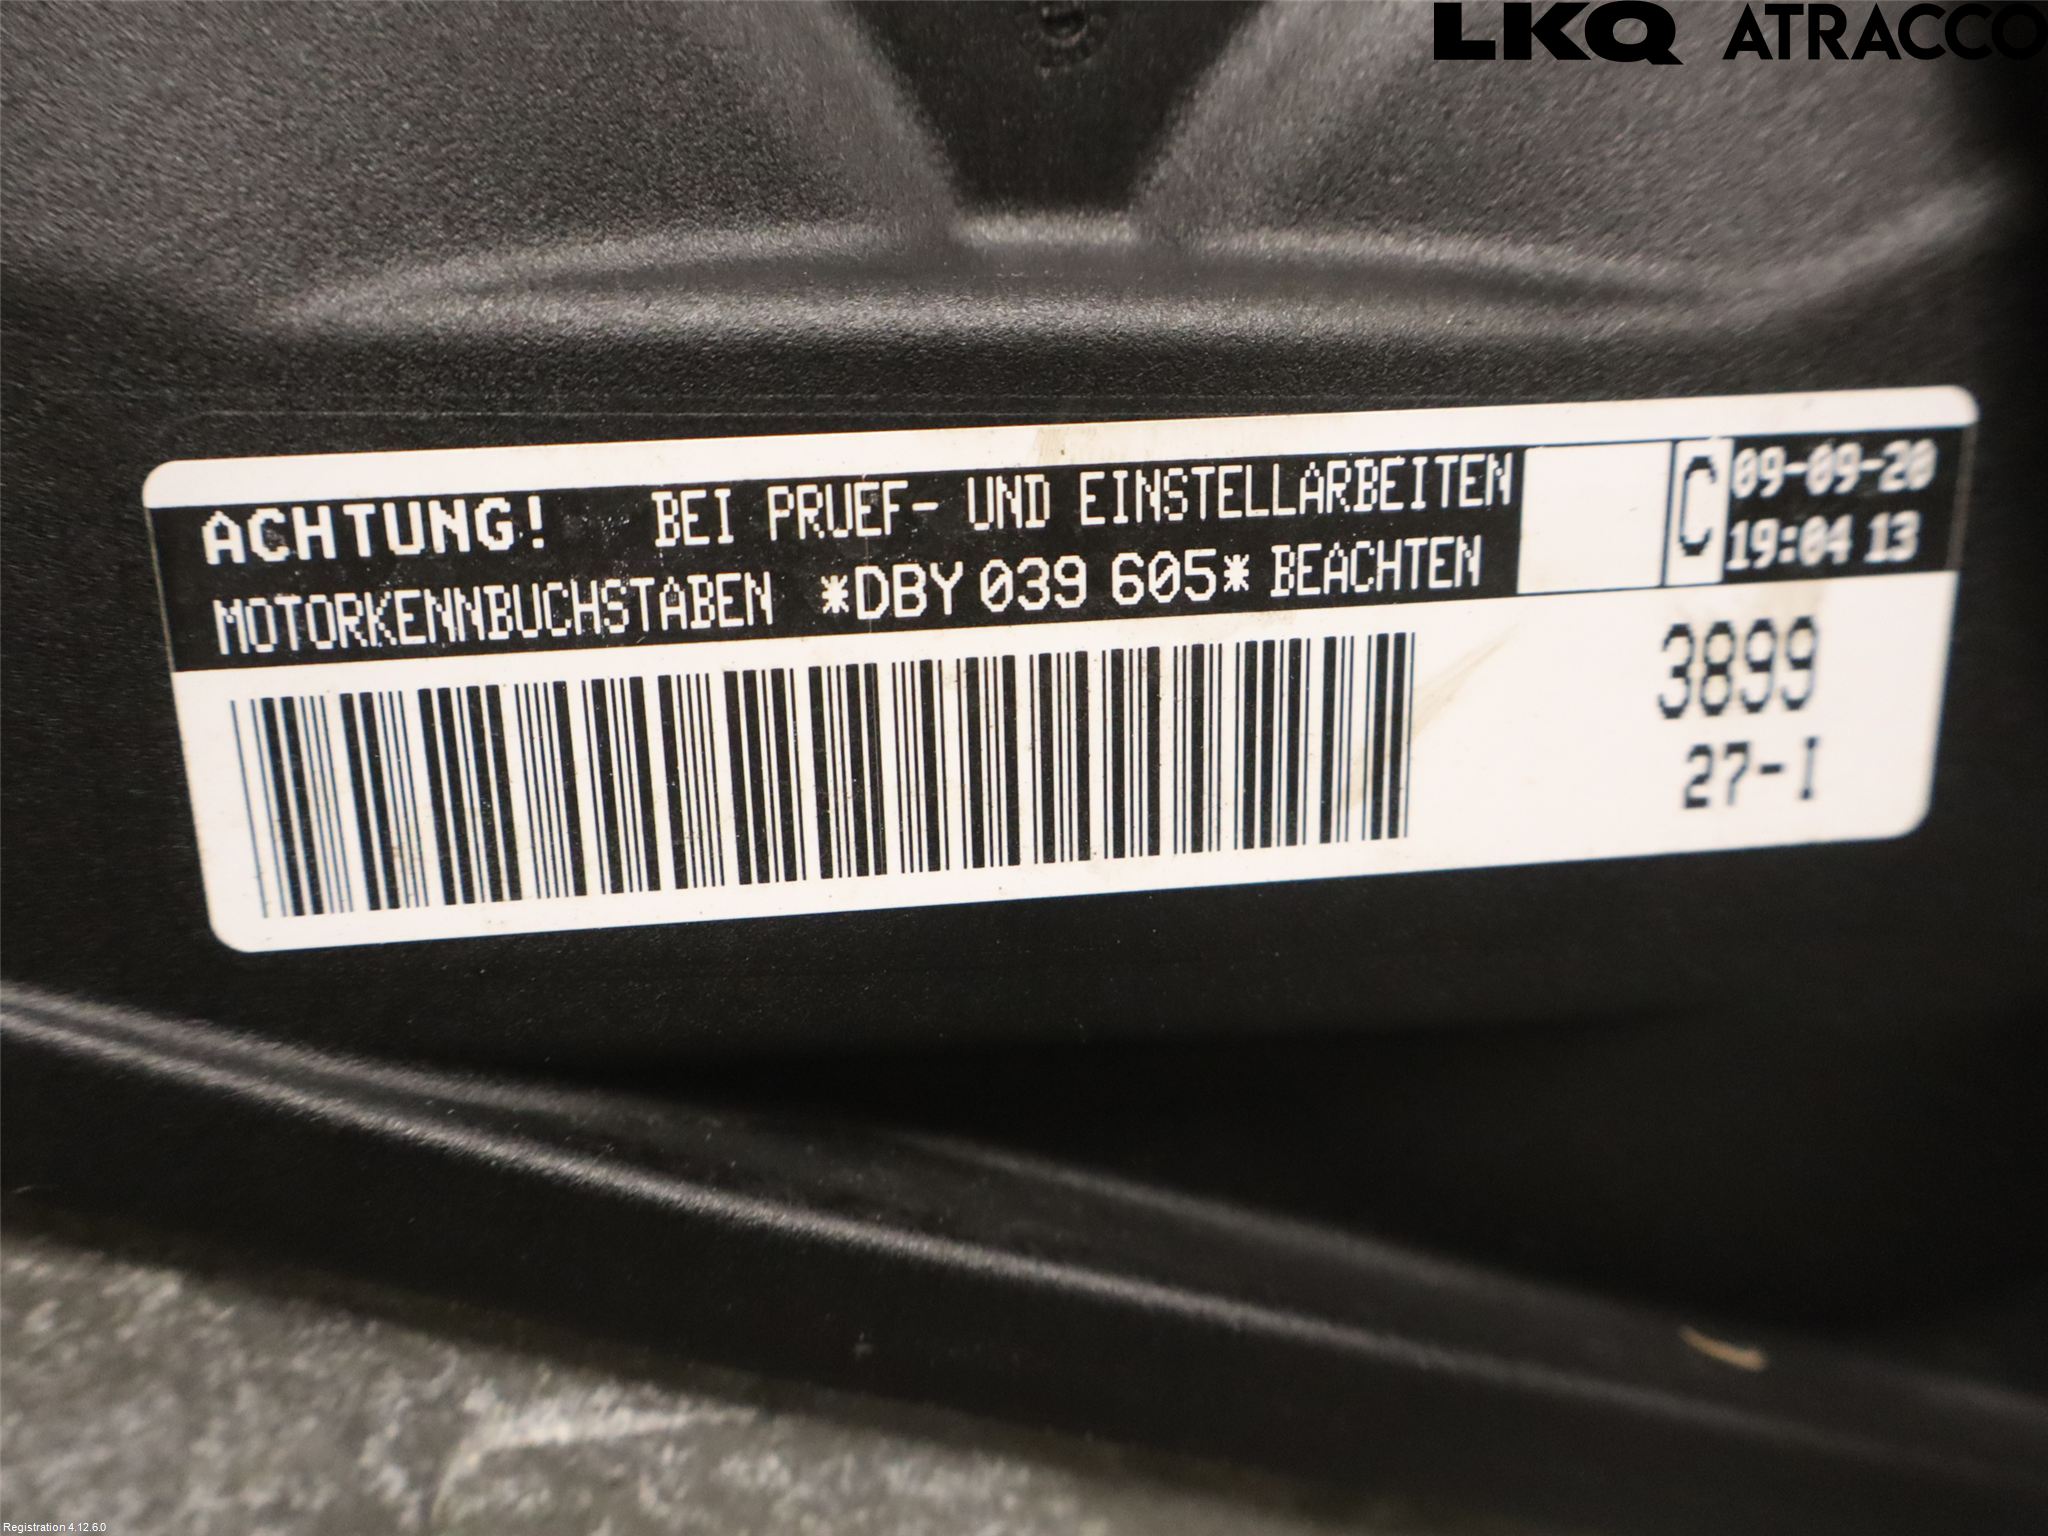 LKQ ATRACCO
ACHTUNG! BEI PRUEF- UND EINSTELLARBEITEN
MOTORKENNBUCHSTABEN *DBY 039 605* BEACHTEN
C
09-09-20
19:04 13
3899
27-I
Registration 4.12.6.0